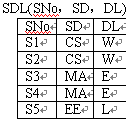 SDL(SNo, SD, DL)
SNo SD DL
S1 CS W
S2 CS W
S3 MA E
S4 MA E
S5 EE L